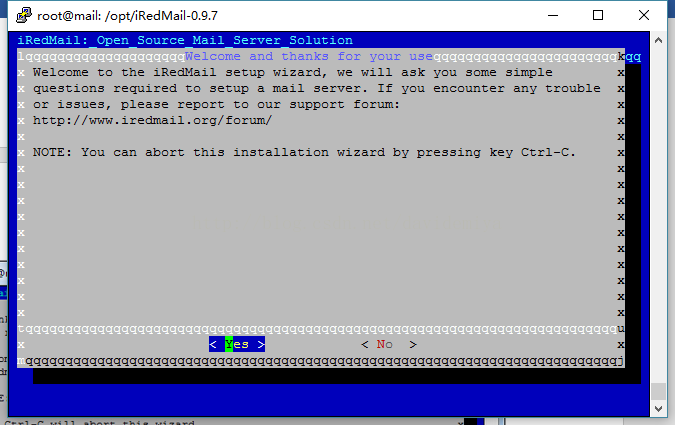 root@mail: /opt/iRedMail-0.9.7
iRedMail: Open Source Mail Server Solution
lqqqqqqqqqqqqqqqqqqqqWelcome and thanks for your useqqqqqqqqqqqqqqqqqqqqqqqkqq
x Welcome to the iRedMail setup wizard, we will ask you some simple x
x questions required to setup a mail server. If you encounter any trouble x
x or issues, please report to our support forum: x
x http://www.iredmail.org/forum/ x
x x
x NOTE: You can abort this installation wizard by pressing key Ctrl-C. x
x x
x x
x x
x x
x x
x x
x x
x x
x x
x x
tqqqqqqqqqqqqqqqqqqqqqqqqqqqqqqqqqqqqqqqqqqqqqqqqqqqqqqqqqqqqqqqqqqqqqqqqqqu
x < Yes > < No > x
mqqqqqqqqqqqqqqqqqqqqqqqqqqqqqqqqqqqqqqqqqqqqqqqqqqqqqqqqqqqqqqqqqqqqqqqqqqj
Ctrl-C will abort this wizard. x